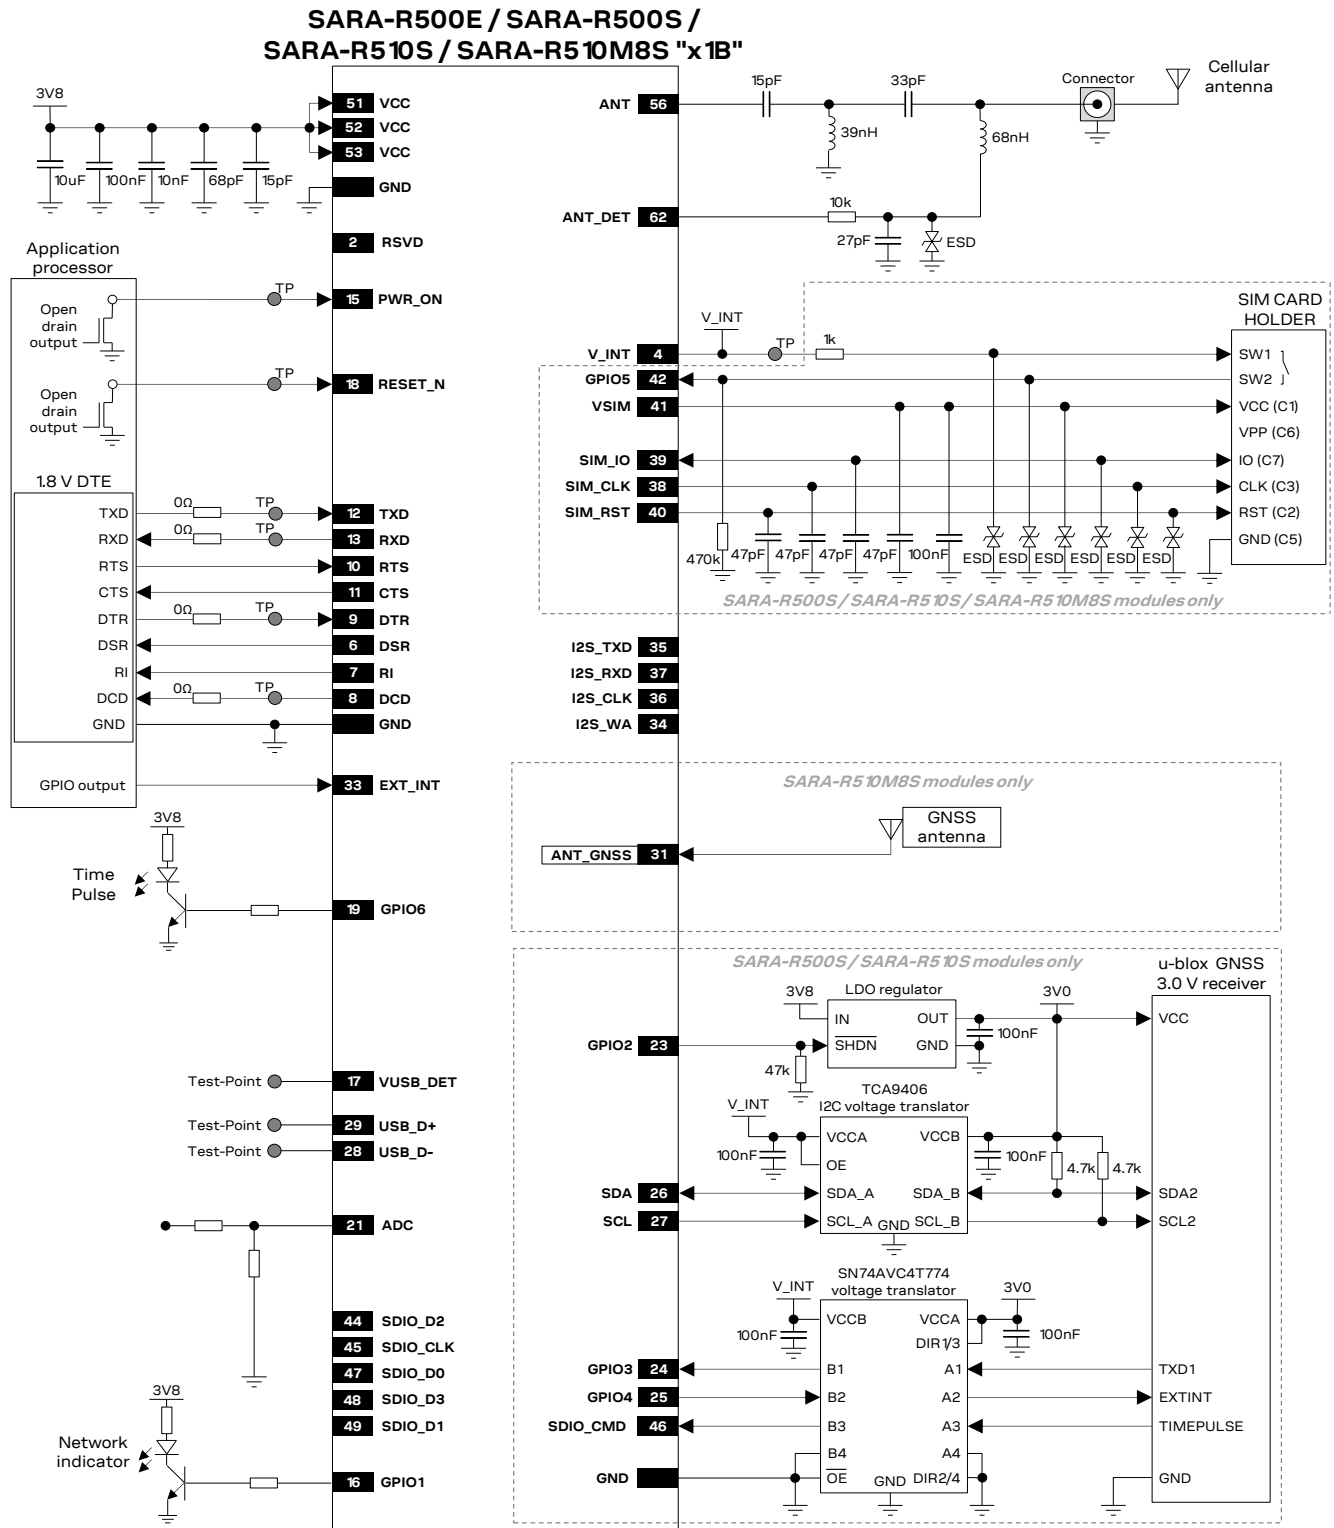 SARA-R500E / SARA-R500S /
SARA-R510S / SARA-R510M8S "x1B"
3V8
10uF
100nF
10nF
68pF
15pF
51 VCC
52 VCC
53 VCC
GND
2 RSVD
Application
processor
Open
drain
output
TP
15 PWR_ON
Open
drain
output
TP
18 RESET_N
1.8 V DTE
TXD 0Ω TP 12 TXD
RXD 0Ω TP 13 RXD
RTS 10 RTS
CTS 11 CTS
DTR 0Ω TP 9 DTR
DSR 6 DSR
RI 7 RI
DCD 0Ω TP 8 DCD
GND GND
GPIO output 33 EXT_INT
3V8
Time
Pulse
19 GPIO6
Test-Point 17 VUSB_DET
Test-Point 29 USB_D+
Test-Point 28 USB_D-
21 ADC
44 SDIO_D2
45 SDIO_CLK
47 SDIO_D0
48 SDIO_D3
49 SDIO_D1
3V8
Network
indicator
16 GPIO1
ANT 56
15pF
33pF
39nH
68nH
Connector
Cellular
antenna
ANT_DET 62
10k
27pF
ESD
V_INT
V_INT 4
TP
1k
GPIO5 42
VSIM 41
SIM_IO 39
SIM_CLK 38
SIM_RST 40
SIM CARD
HOLDER
SW1
SW2
VCC (C1)
VPP (C6)
IO (C7)
CLK (C3)
RST (C2)
GND (C5)
470k
47pF
47pF
47pF
47pF
100nF
ESD
ESD
ESD
ESD
ESD
ESD
SARA-R500S / SARA-R510S / SARA-R510M8S modules only
I2S_TXD 35
I2S_RXD 37
I2S_CLK 36
I2S_WA 34
SARA-R510M8S modules only
GNSS
antenna
ANT_GNSS 31
SARA-R500S / SARA-R510S modules only
u-blox GNSS
3.0 V receiver
3V8
LDO regulator
3V0
IN
OUT
VCC
100nF
GPIO2 23
SHDN
GND
47k
TCA9406
I2C voltage translator
V_INT
VCCA
VCCB
100nF
OE
100nF
4.7k
4.7k
SDA 26
SDA_A
SDA_B
SDA2
SCL 27
SCL_A
GND
SCL_B
SCL2
SN74AVC4T774
voltage translator
V_INT
3V0
VCCB
VCCA
100nF
DIR1/3
100nF
GPIO3 24
B1
A1
TXD1
GPIO4 25
B2
A2
EXTINT
SDIO_CMD 46
B3
A3
TIMEPULSE
B4
A4
GND
OE
GND
DIR2/4
GND